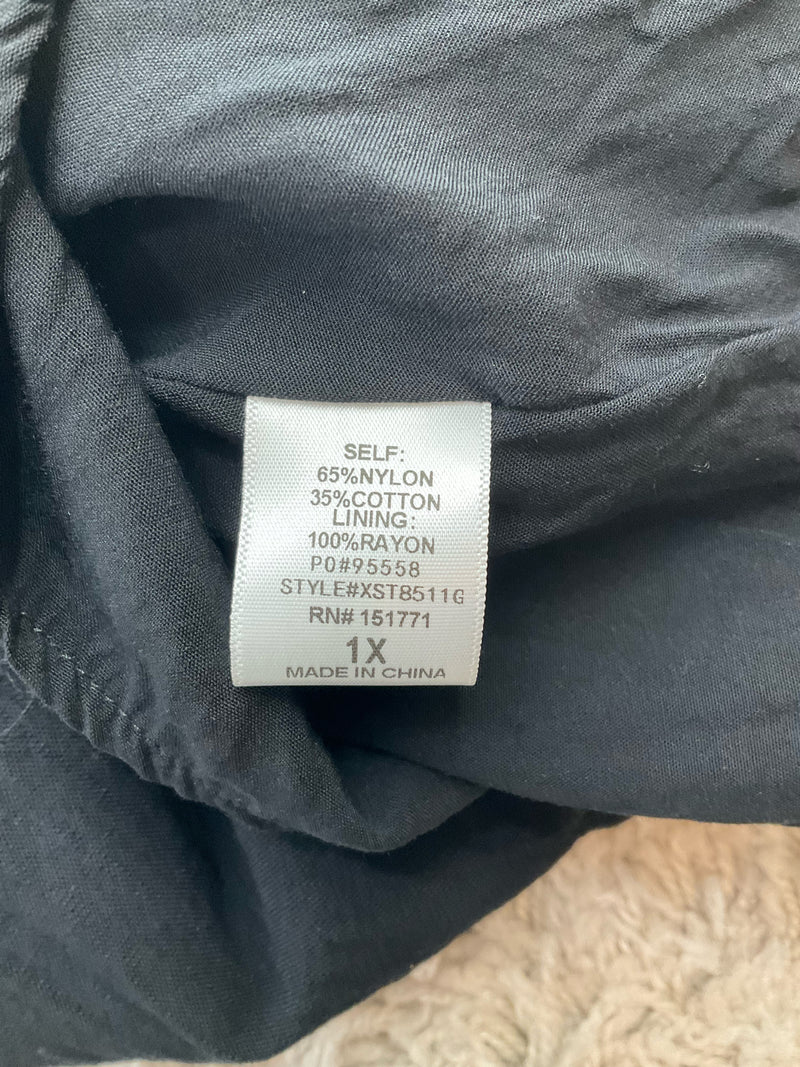 SELF:
65%NYLON
35%COTTON
LINING:
100%RAYON
PO#95558
STYLE#XST8511G
RN# 151771
1X
MADE IN CHINA